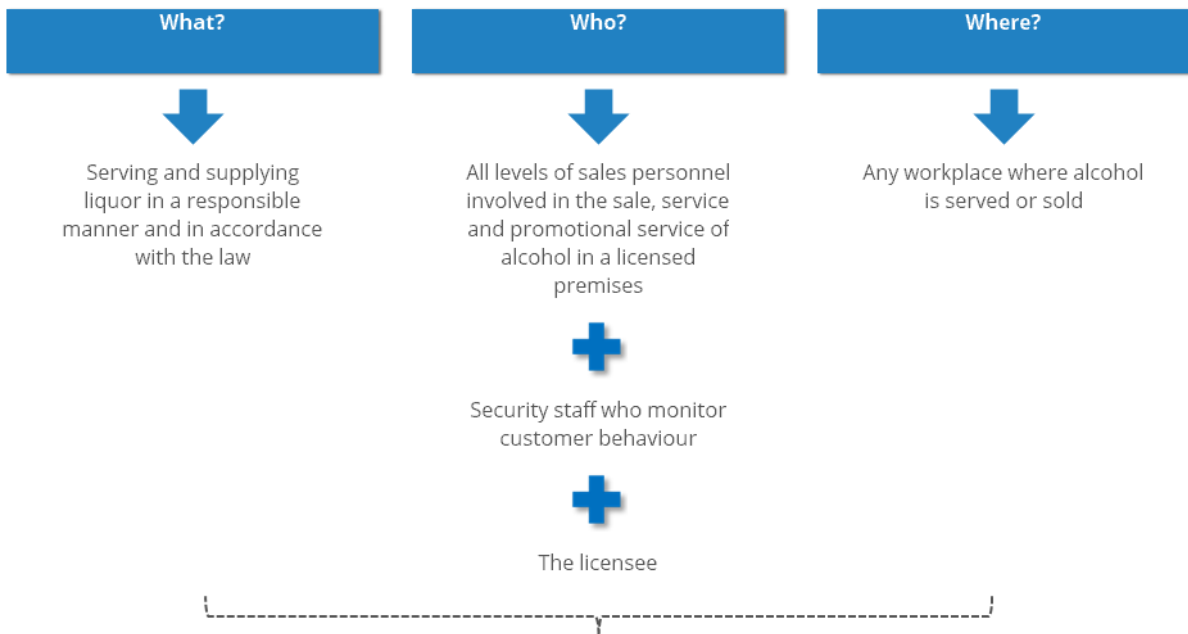 What?
Serving and supplying
liquor in a responsible
manner and in accordance
with the law
Who?
All levels of sales personnel
involved in the sale, service
and promotional service of
alcohol in a licensed
premises
Security staff who monitor
customer behaviour
The licensee
Where?
Any workplace where alcohol
is served or sold